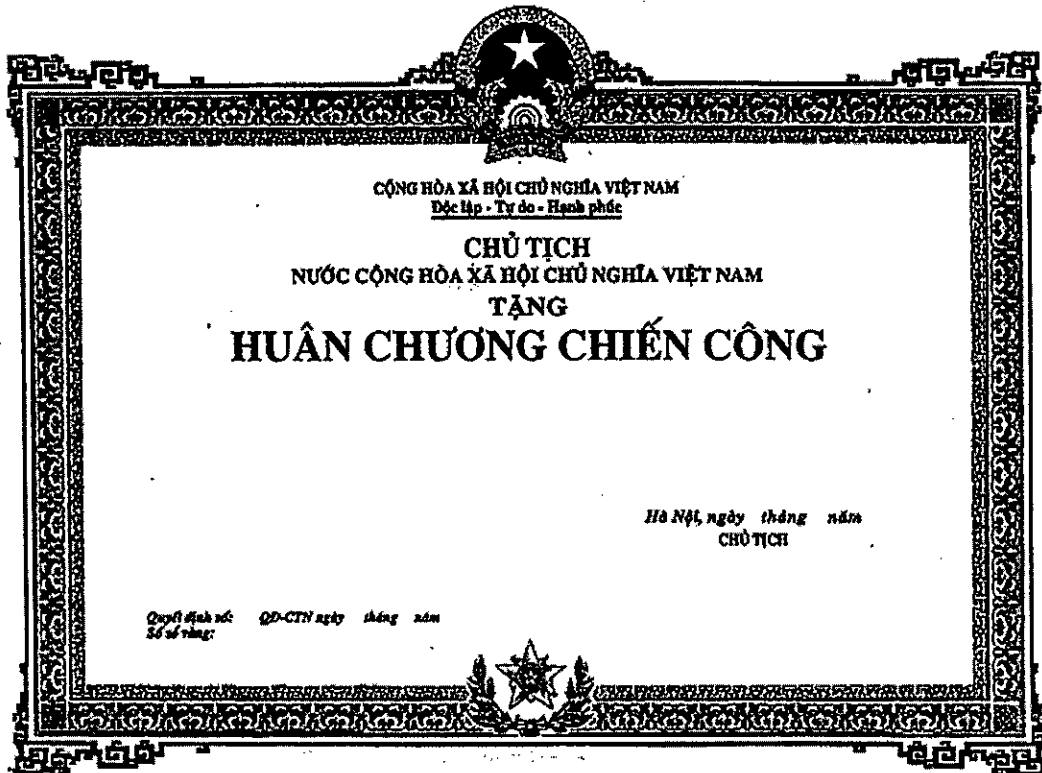 CỘNG HÒA XÃ HỘI CHỦ NGHĨA VIỆT NAM
Độc lập - Tự do - Hạnh phúc
CHỦ TỊCH
NƯỚC CỘNG HÒA XÃ HỘI CHỦ NGHĨA VIỆT NAM
TẶNG
HUÂN CHƯƠNG CHIẾN CÔNG
Hà Nội, ngày tháng năm
CHỦ TỊCH
Quyết định số: QĐ-CTN ngày tháng năm
Số sổ vàng: